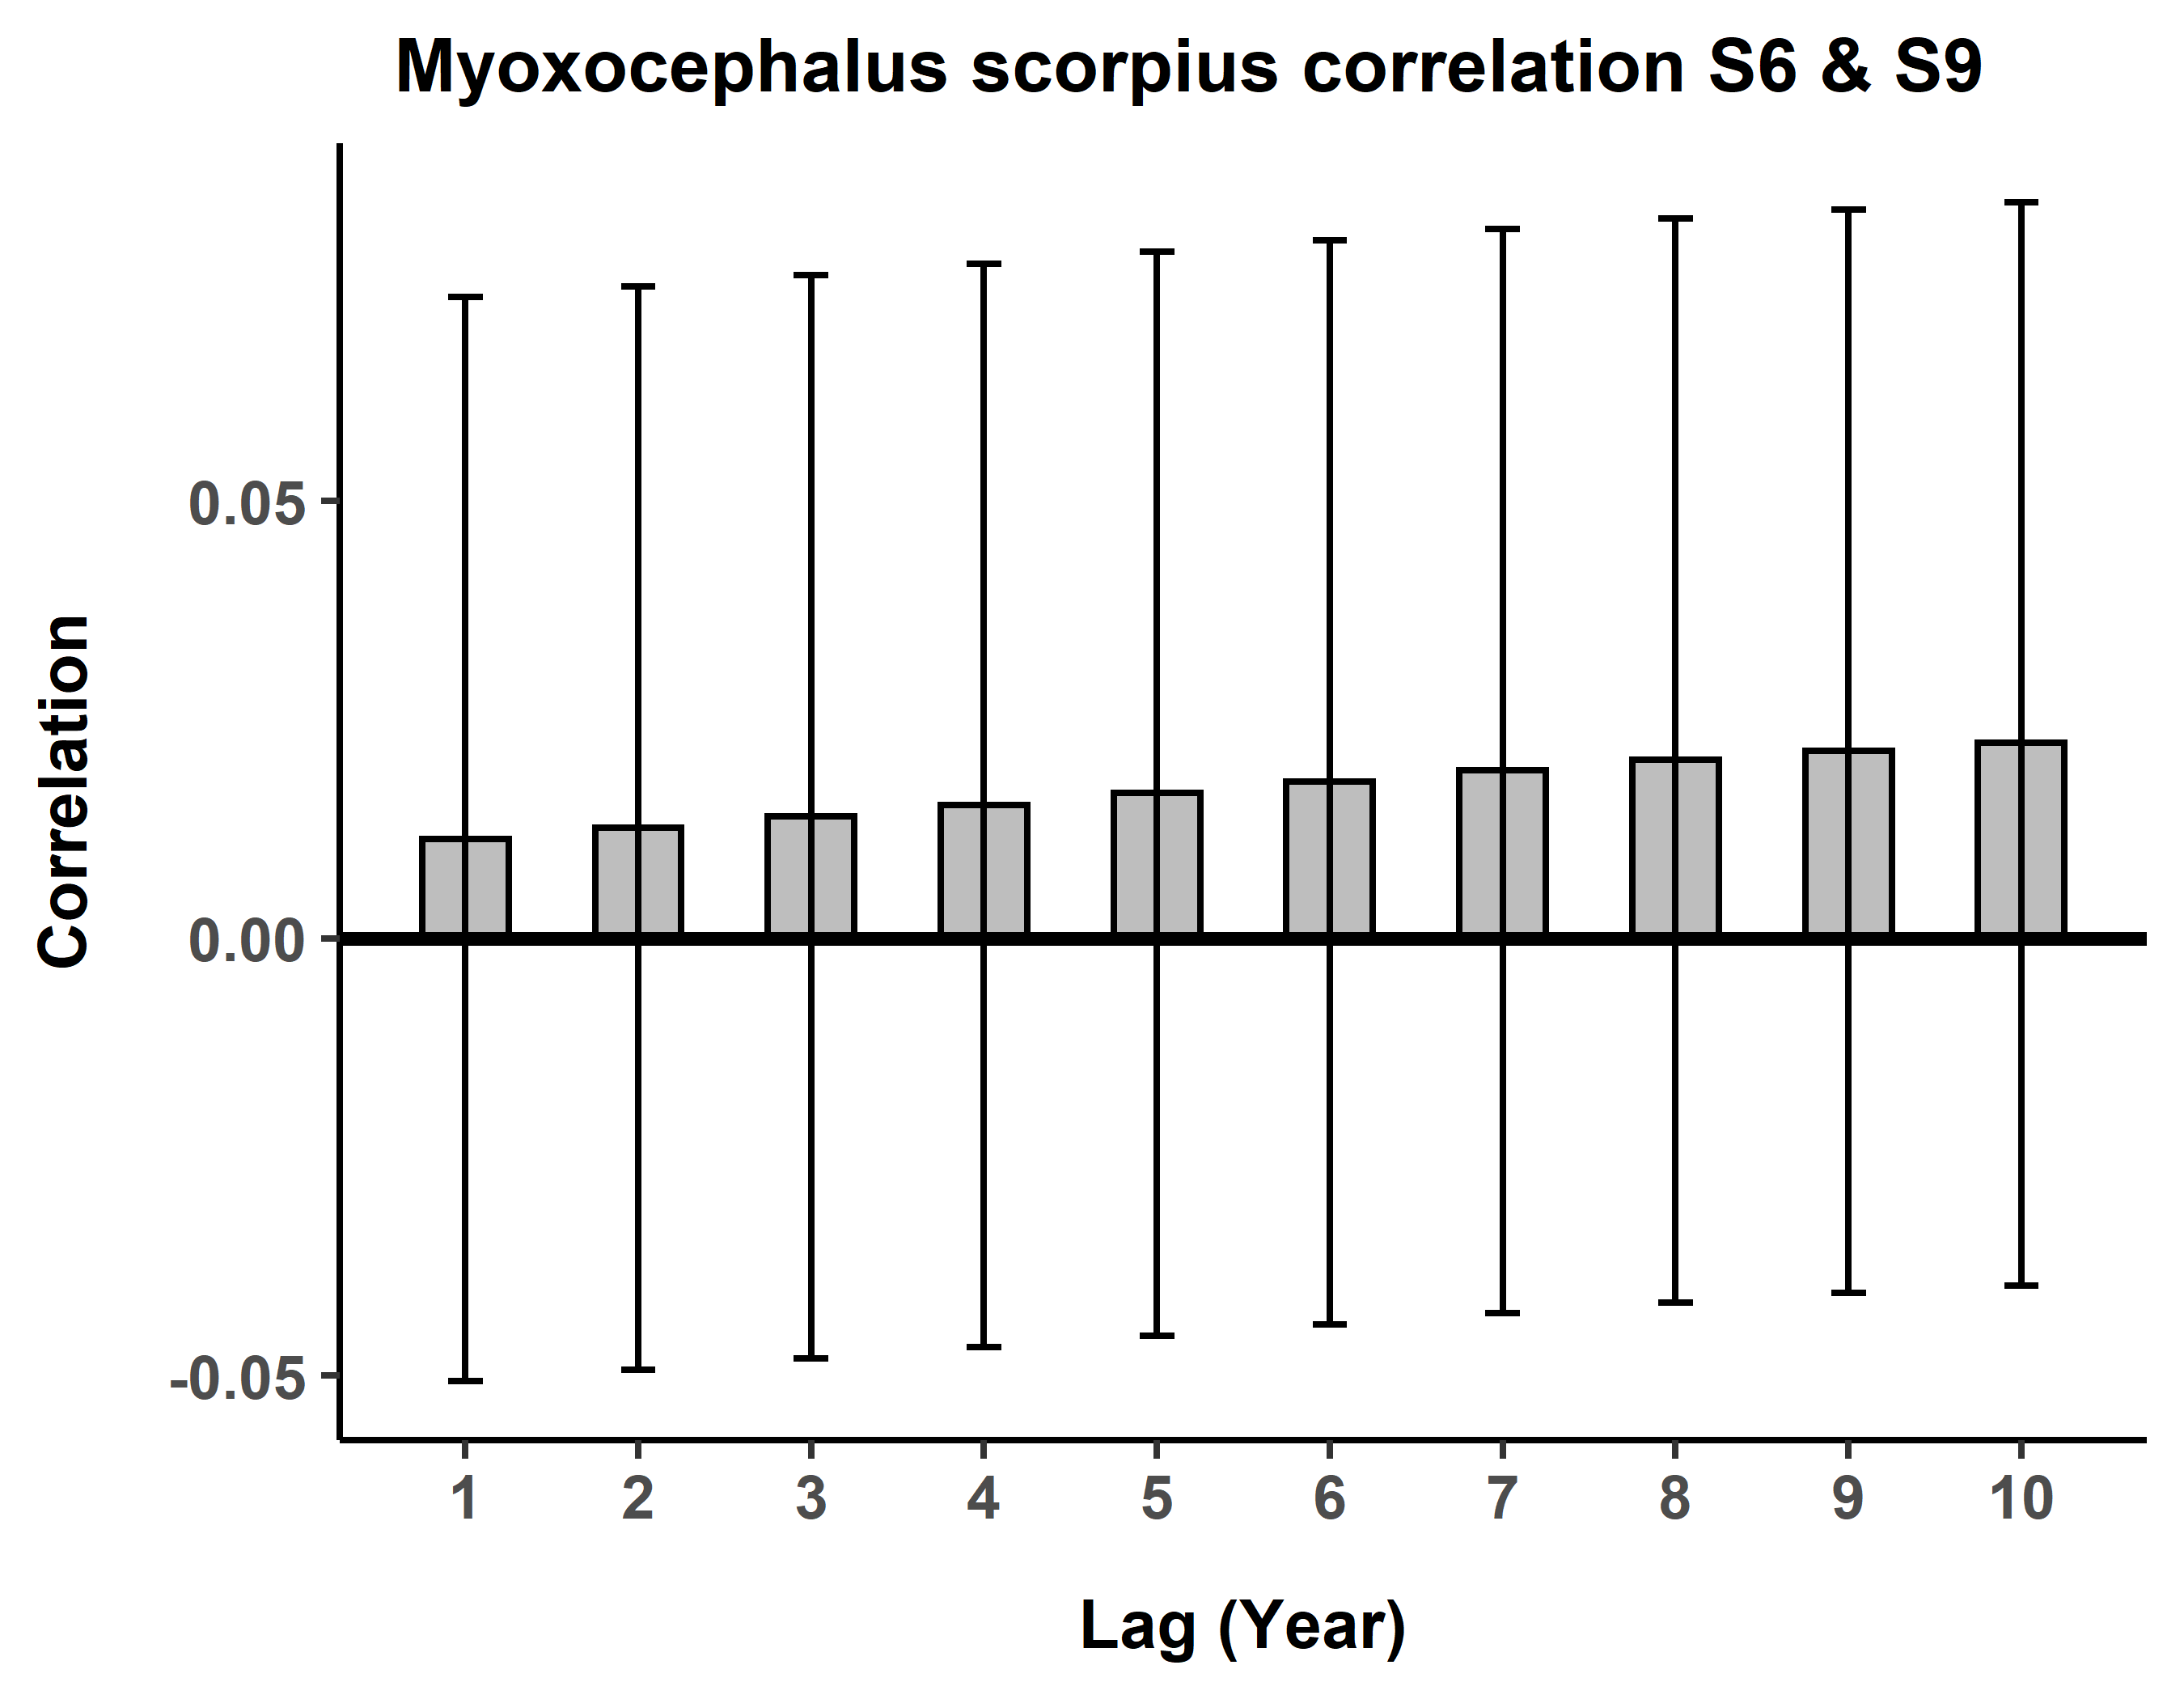 Myoxocephalus scorpius correlation S6 & S9
Correlation
0.05
0.00
-0.05
1 2 3 4 5 6 7 8 9 10
Lag (Year)